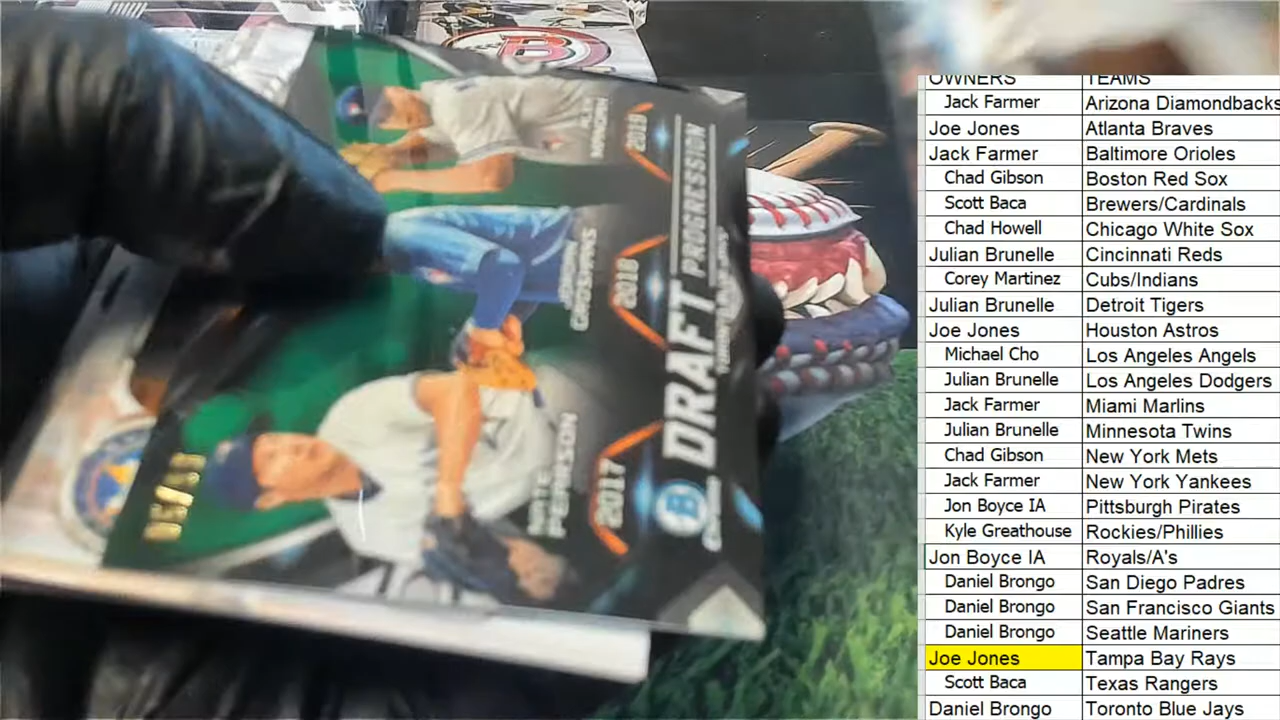 OWNERS TEAMS
Jack Farmer Arizona Diamondbacks
Joe Jones Atlanta Braves
Jack Farmer Baltimore Orioles
Chad Gibson Boston Red Sox
Scott Baca Brewers/Cardinals
Chad Howell Chicago White Sox
Julian Brunelle Cincinnati Reds
Corey Martinez Cubs/Indians
Julian Brunelle Detroit Tigers
Joe Jones Houston Astros
Michael Cho Los Angeles Angels
Julian Brunelle Los Angeles Dodgers
Jack Farmer Miami Marlins
Julian Brunelle Minnesota Twins
Chad Gibson New York Mets
Jack Farmer New York Yankees
Jon Boyce IA Pittsburgh Pirates
Kyle Greathouse Rockies/Phillies
Jon Boyce IA Royals/A's
Daniel Brongo San Diego Padres
Daniel Brongo San Francisco Giants
Daniel Brongo Seattle Mariners
Joe Jones Tampa Bay Rays
Scott Baca Texas Rangers
Daniel Brongo Toronto Blue Jays
DRAFT PROGRESSION
NATE
PEARSON
2017
2018
2019
B
B